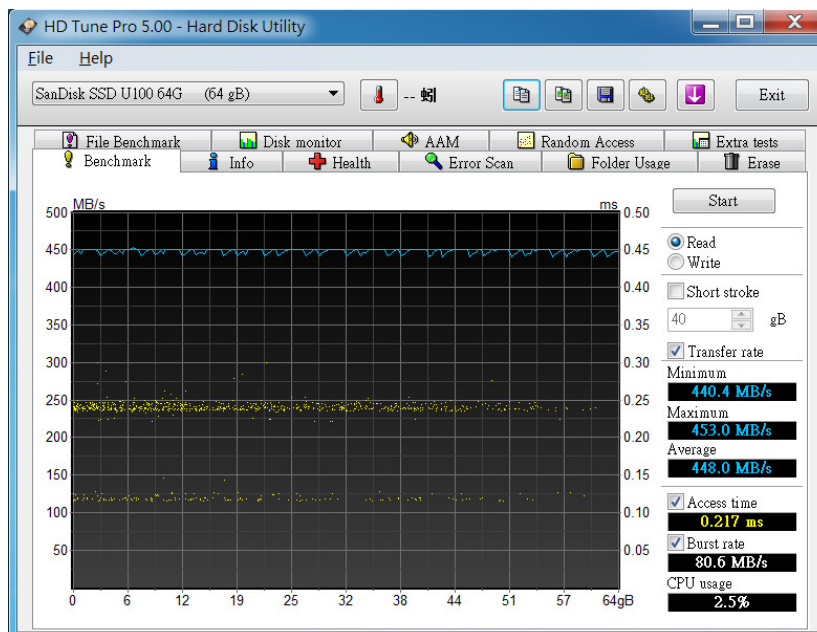 HD Tune Pro 5.00 - Hard Disk Utility
File Help
SanDisk SSD U100 64G (64 gB) -- 蚓 Exit
File Benchmark Disk monitor AAM Random Access Extra tests
Benchmark Info Health Error Scan Folder Usage Erase
Start
MB/s ms
500 0.50
450 0.45
400 0.40
350 0.35
300 0.30
250 0.25
200 0.20
150 0.15
100 0.10
50 0.05
0 6 12 19 25 32 38 44 51 57 64gB
Read
Write
Short stroke
40 gB
Transfer rate
Minimum
440.4 MB/s
Maximum
453.0 MB/s
Average
448.0 MB/s
Access time
0.217 ms
Burst rate
80.6 MB/s
CPU usage
2.5%